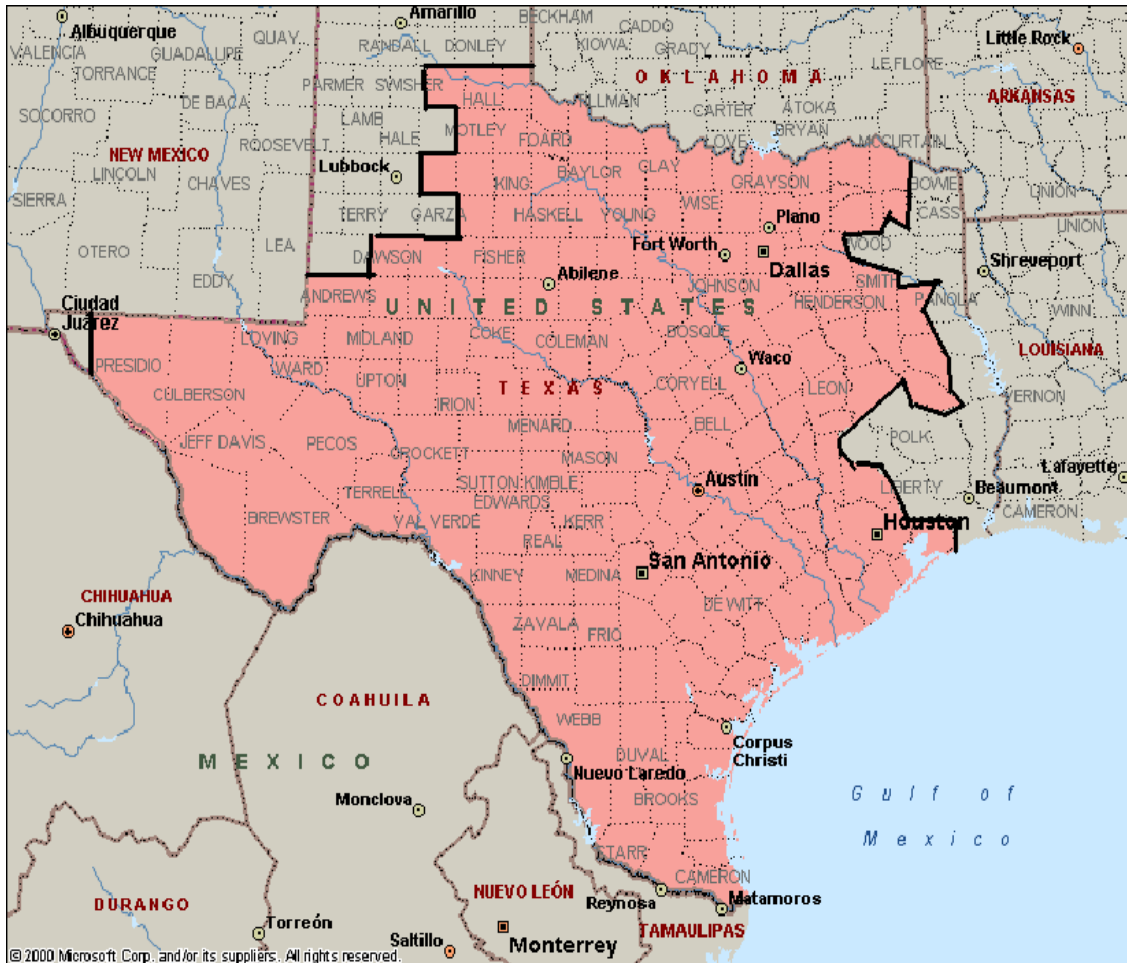 Albuquerque
Amarillo
BECKHAM
CADDO
Little Rock
VALENCIA
GUADALUPE
QUAY
RANDALL
DONLEY
KIOWA
GRADY
TORRANCE
OKLAHOMA
LE FLORE
DE BACA
PARMER
SWISHER
HALL
TILLMAN
CARTER
ATOKA
ARKANSAS
SOCORRO
LAMB
HALE
MOTLEY
FOARD
LOVE
BRYAN
MCCURTAIN
NEW MEXICO
ROOSEVELT
Lubbock
LINCOLN
CHAVES
KING
BAYLOR
CLAY
GRAYSON
BOWIE
SIERRA
UNION
TERRY
GARZA
HASKELL
YOUNG
WISE
Plano
CASS
UNION
OTERO
LEA
DAWSON
FISHER
Fort Worth
WOOD
Dallas
Shreveport
EDDY
Abilene
JOHNSON
SMITH
ANDREWS
HENDERSON
PANOLA
Ciudad
Juárez
UNITED STATES
WINN
LOVING
MIDLAND
COKE
COLEMAN
BOSQUE
LOUISIANA
PRESIDIO
WARD
UPTON
Waco
CULBERSON
TEXAS
CORYELL
LEON
VERNON
IRION
MENARD
BELL
JEFF DAVIS
PECOS
CROCKETT
MASON
POLK
Lafayette
TERRELL
SUTTON
KIMBLE
Austin
LIBERTY
Beaumont
EDWARDS
CAMERON
BREWSTER
VAL VERDE
KERR
Houston
REAL
San Antonio
KINNEY
MEDINA
CHIHUAHUA
DE WITT
Chihuahua
ZAVALA
FRIO
DIMMIT
COAHUILA
WEBB
Corpus
Christi
MEXICO
DUVAL
Nuevo Laredo
Monclova
BROOKS
Gulf of
Mexico
STARR
CAMERON
NUEVO LEÓN
Reynosa
Matamoros
DURANGO
Torreón
TAMAULIPAS
Saltillo
Monterrey
© 2000 Microsoft Corp. and/or its suppliers. All rights reserved.